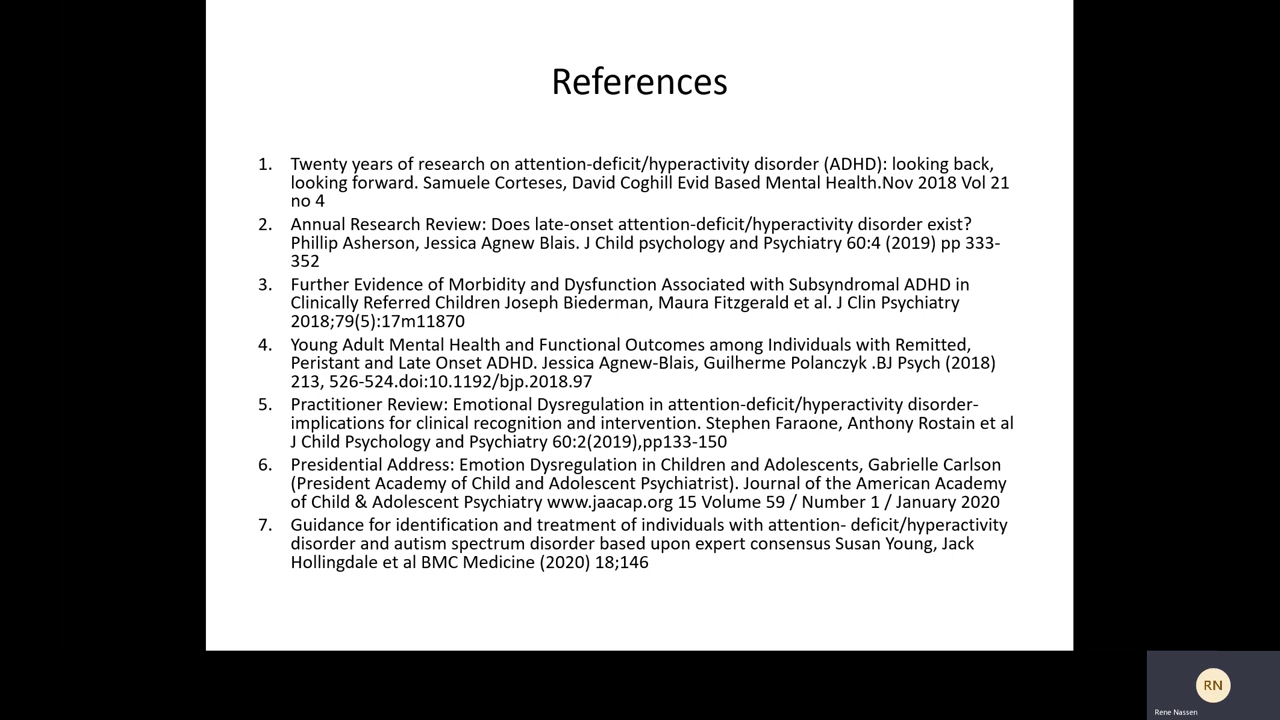 References
1. Twenty years of research on attention-deficit/hyperactivity disorder (ADHD): looking back,
looking forward. Samuele Corteses, David Coghill Evid Based Mental Health.Nov 2018 Vol 21
no 4
2. Annual Research Review: Does late-onset attention-deficit/hyperactivity disorder exist?
Phillip Asherson, Jessica Agnew Blais. J Child psychology and Psychiatry 60:4 (2019) pp 333-
352
3. Further Evidence of Morbidity and Dysfunction Associated with Subsyndromal ADHD in
Clinically Referred Children Joseph Biederman, Maura Fitzgerald et al. J Clin Psychiatry
2018;79(5):17m11870
4. Young Adult Mental Health and Functional Outcomes among Individuals with Remitted,
Peristant and Late Onset ADHD. Jessica Agnew-Blais, Guilherme Polanczyk .BJ Psych (2018)
213, 526-524.doi:10.1192/bjp.2018.97
5. Practitioner Review: Emotional Dysregulation in attention-deficit/hyperactivity disorder-
implications for clinical recognition and intervention. Stephen Faraone, Anthony Rostain et al
J Child Psychology and Psychiatry 60:2(2019),pp133-150
6. Presidential Address: Emotion Dysregulation in Children and Adolescents, Gabrielle Carlson
(President Academy of Child and Adolescent Psychiatrist). Journal of the American Academy
of Child & Adolescent Psychiatry www.jaacap.org 15 Volume 59 / Number 1 / January 2020
7. Guidance for identification and treatment of individuals with attention- deficit/hyperactivity
disorder and autism spectrum disorder based upon expert consensus Susan Young, Jack
Hollingdale et al BMC Medicine (2020) 18;146
RN
Rene Nassen